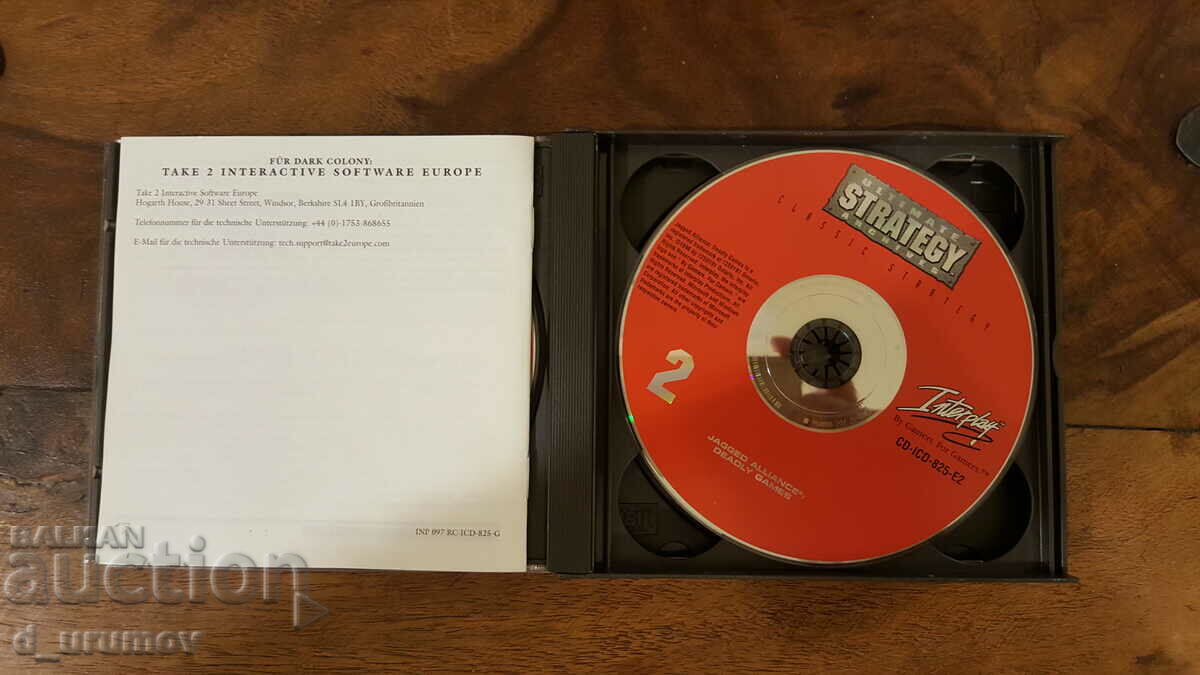 FÜR DARK COLONY:
TAKE 2 INTERACTIVE SOFTWARE EUROPE
Take 2 Interactive Software Europe
Hogarth House, 29-31 Sheet Street, Windsor, Berkshire SL4 1BY, Großbritannien
Telefonnummer für die technische Unterstützung: +44 (0)-1753-868655
E-Mail für die technische Unterstützung: tech.support@take2europe.com
INP 097 RC-ICD-825-G
ULTIMATE
STRATEGY
ARCHIVES
CLASSIC STRATEGY
2
Interplay
By Gamers. For Gamers.™
CD-ICD-825-E2
JAGGED ALLIANCE®:
DEADLY GAMES
BALKAN
auction
d_urumov